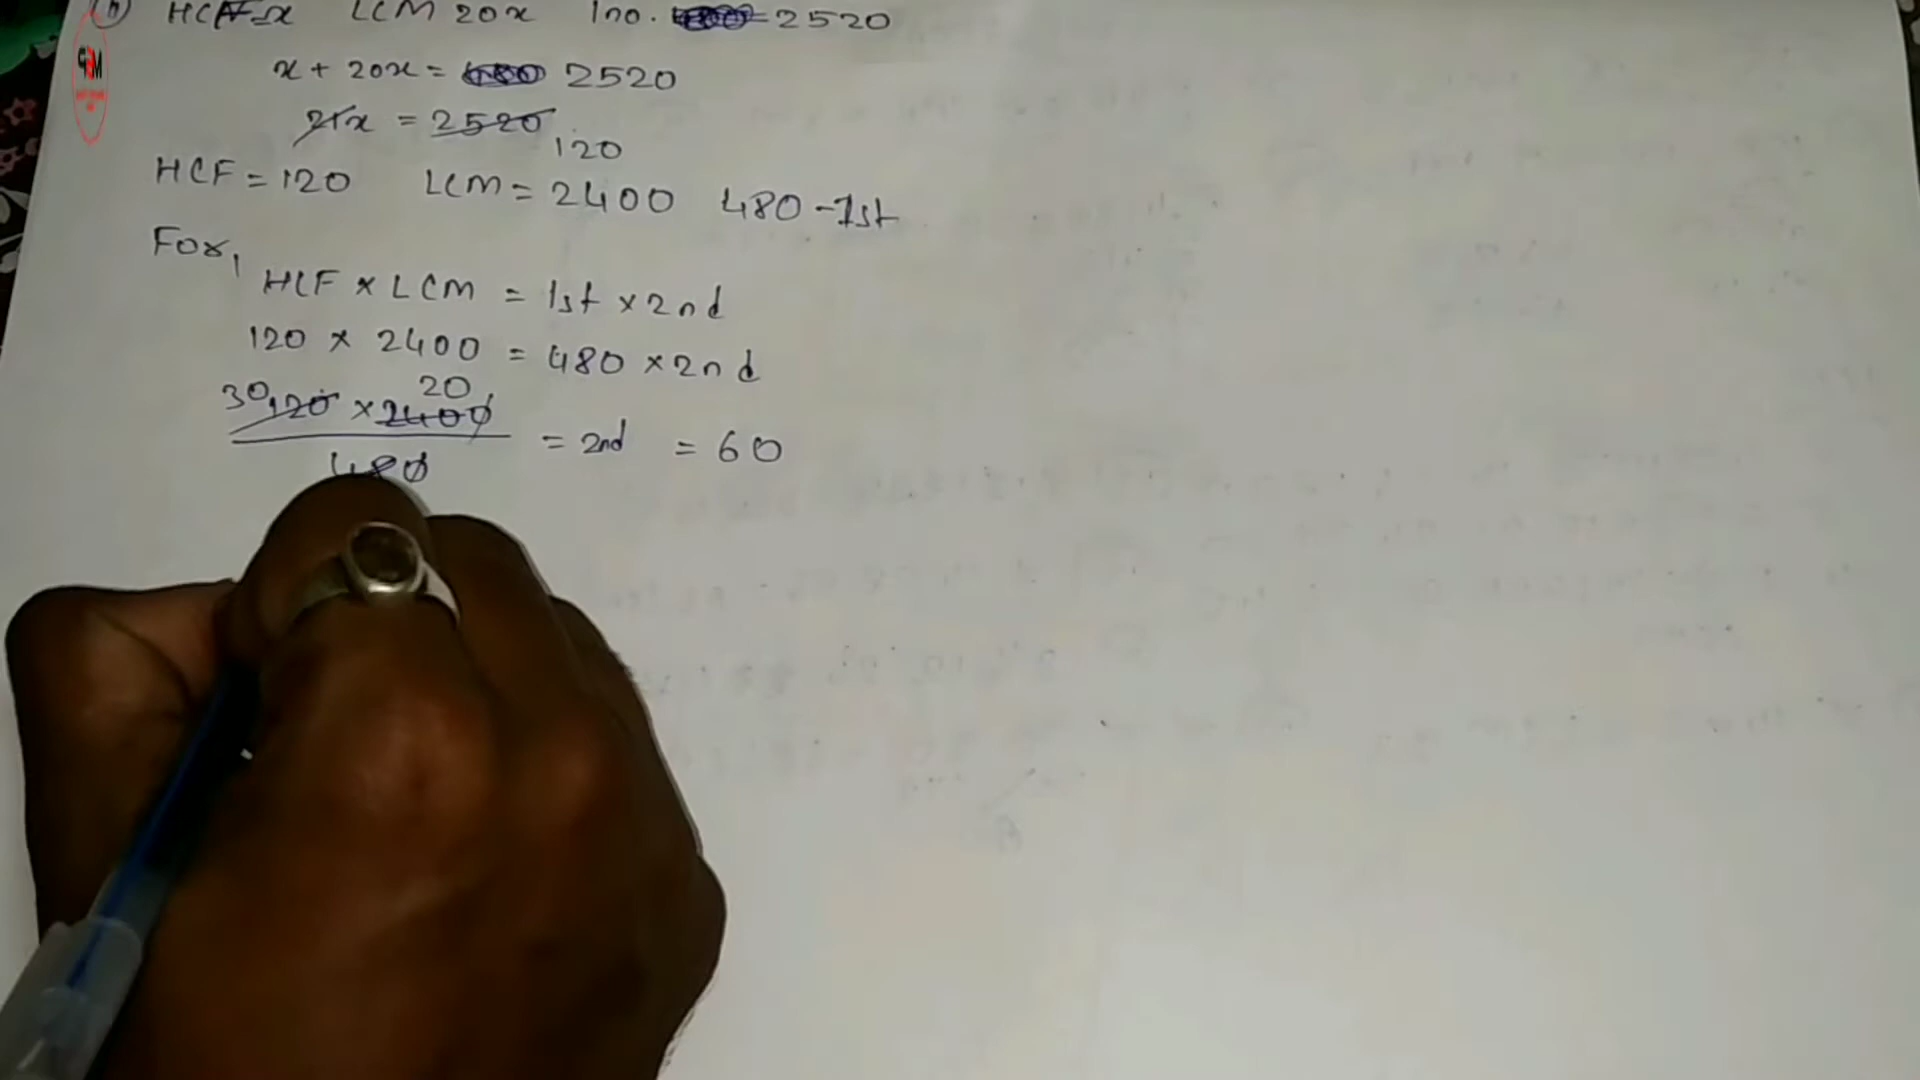 HCF=x LCM 20x 1no. =2520
x + 20x = 2520
21x = 2520
120
HCF = 120 LCM = 2400 480 - 1st
For,
HCF x LCM = 1st x 2nd
120 x 2400 = 480 x 2nd
30 20
120 x 2400
= 2nd = 60
480